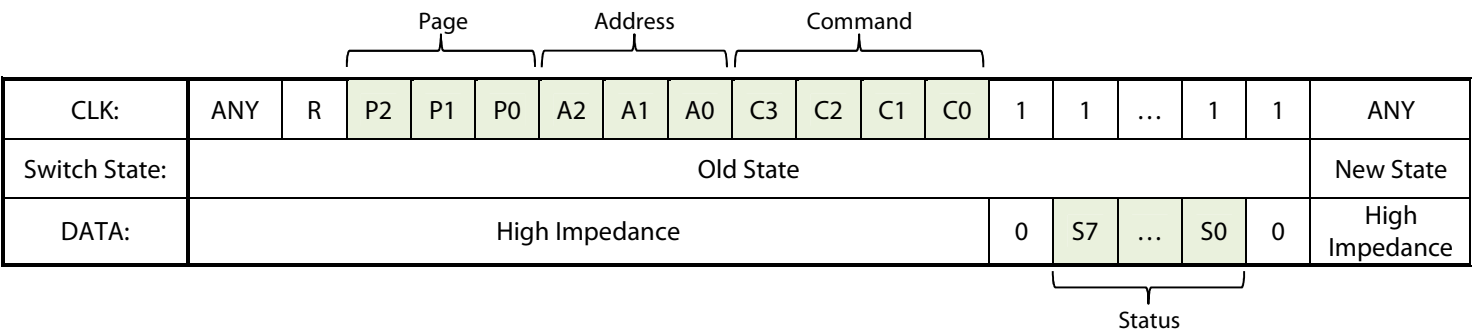 Page Address Command
CLK: ANY R P2 P1 P0 A2 A1 A0 C3 C2 C1 C0 1 1 … 1 1 ANY
Switch State: Old State New State
DATA: High Impedance 0 S7 … S0 0 High Impedance
Status